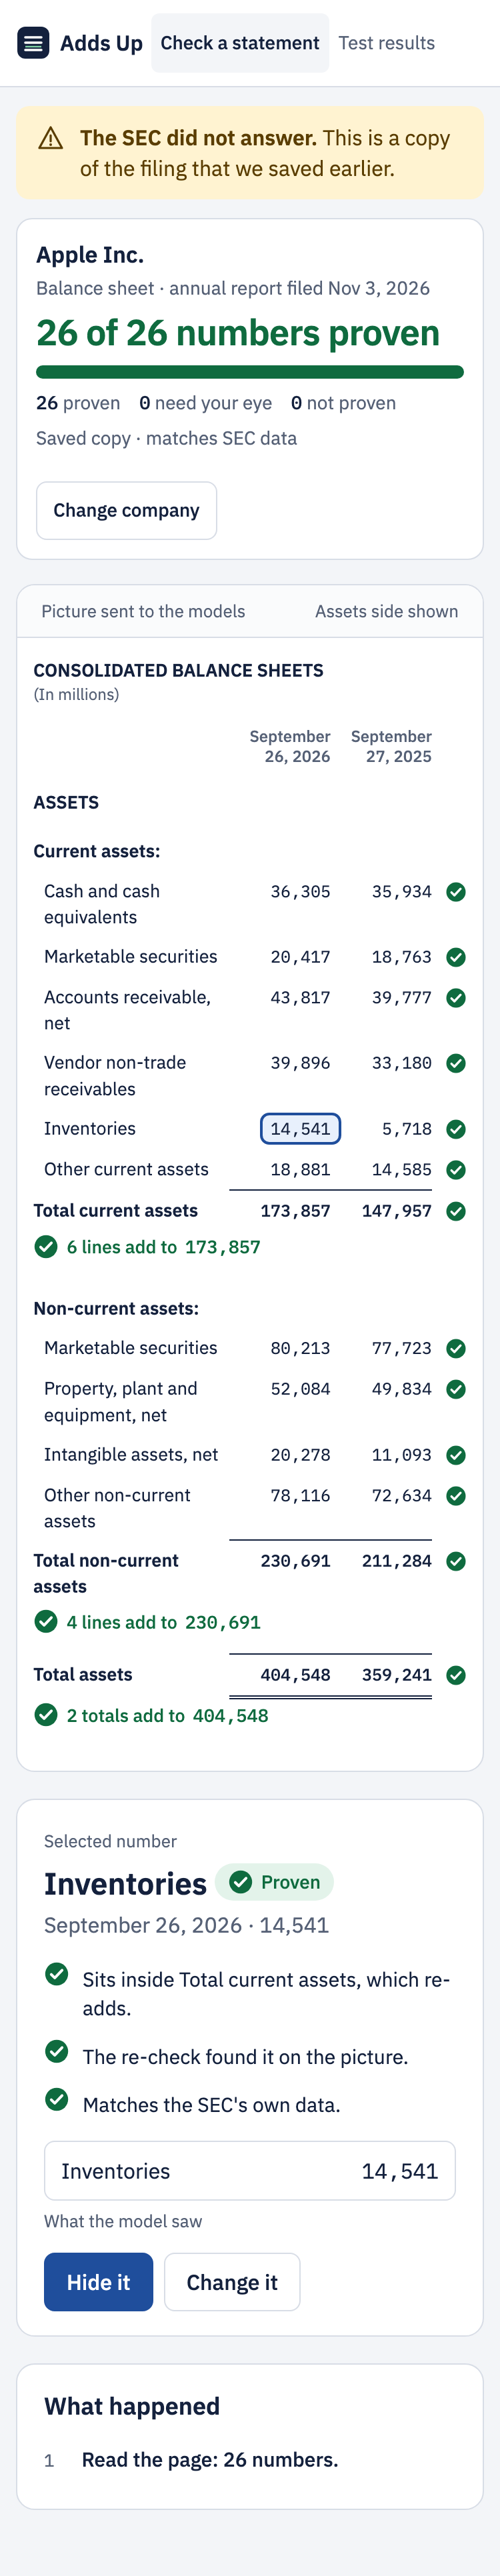 Adds Up Check a statement Test results
The SEC did not answer. This is a copy
of the filing that we saved earlier.
Apple Inc.
Balance sheet · annual report filed Nov 3, 2026
26 of 26 numbers proven
26 proven 0 need your eye 0 not proven
Saved copy · matches SEC data
Change company
Picture sent to the models Assets side shown
CONSOLIDATED BALANCE SHEETS
(In millions)
September September
26, 2026 27, 2025
ASSETS
Current assets:
Cash and cash 36,305 35,934
equivalents
Marketable securities 20,417 18,763
Accounts receivable, 43,817 39,777
net
Vendor non-trade 39,896 33,180
receivables
Inventories 14,541 5,718
Other current assets 18,881 14,585
Total current assets 173,857 147,957
6 lines add to 173,857
Non-current assets:
Marketable securities 80,213 77,723
Property, plant and 52,084 49,834
equipment, net
Intangible assets, net 20,278 11,093
Other non-current 78,116 72,634
assets
Total non-current 230,691 211,284
assets
4 lines add to 230,691
Total assets 404,548 359,241
2 totals add to 404,548
Selected number
Inventories Proven
September 26, 2026 · 14,541
Sits inside Total current assets, which re-
adds.
The re-check found it on the picture.
Matches the SEC's own data.
Inventories 14,541
What the model saw
Hide it Change it
What happened
1 Read the page: 26 numbers.